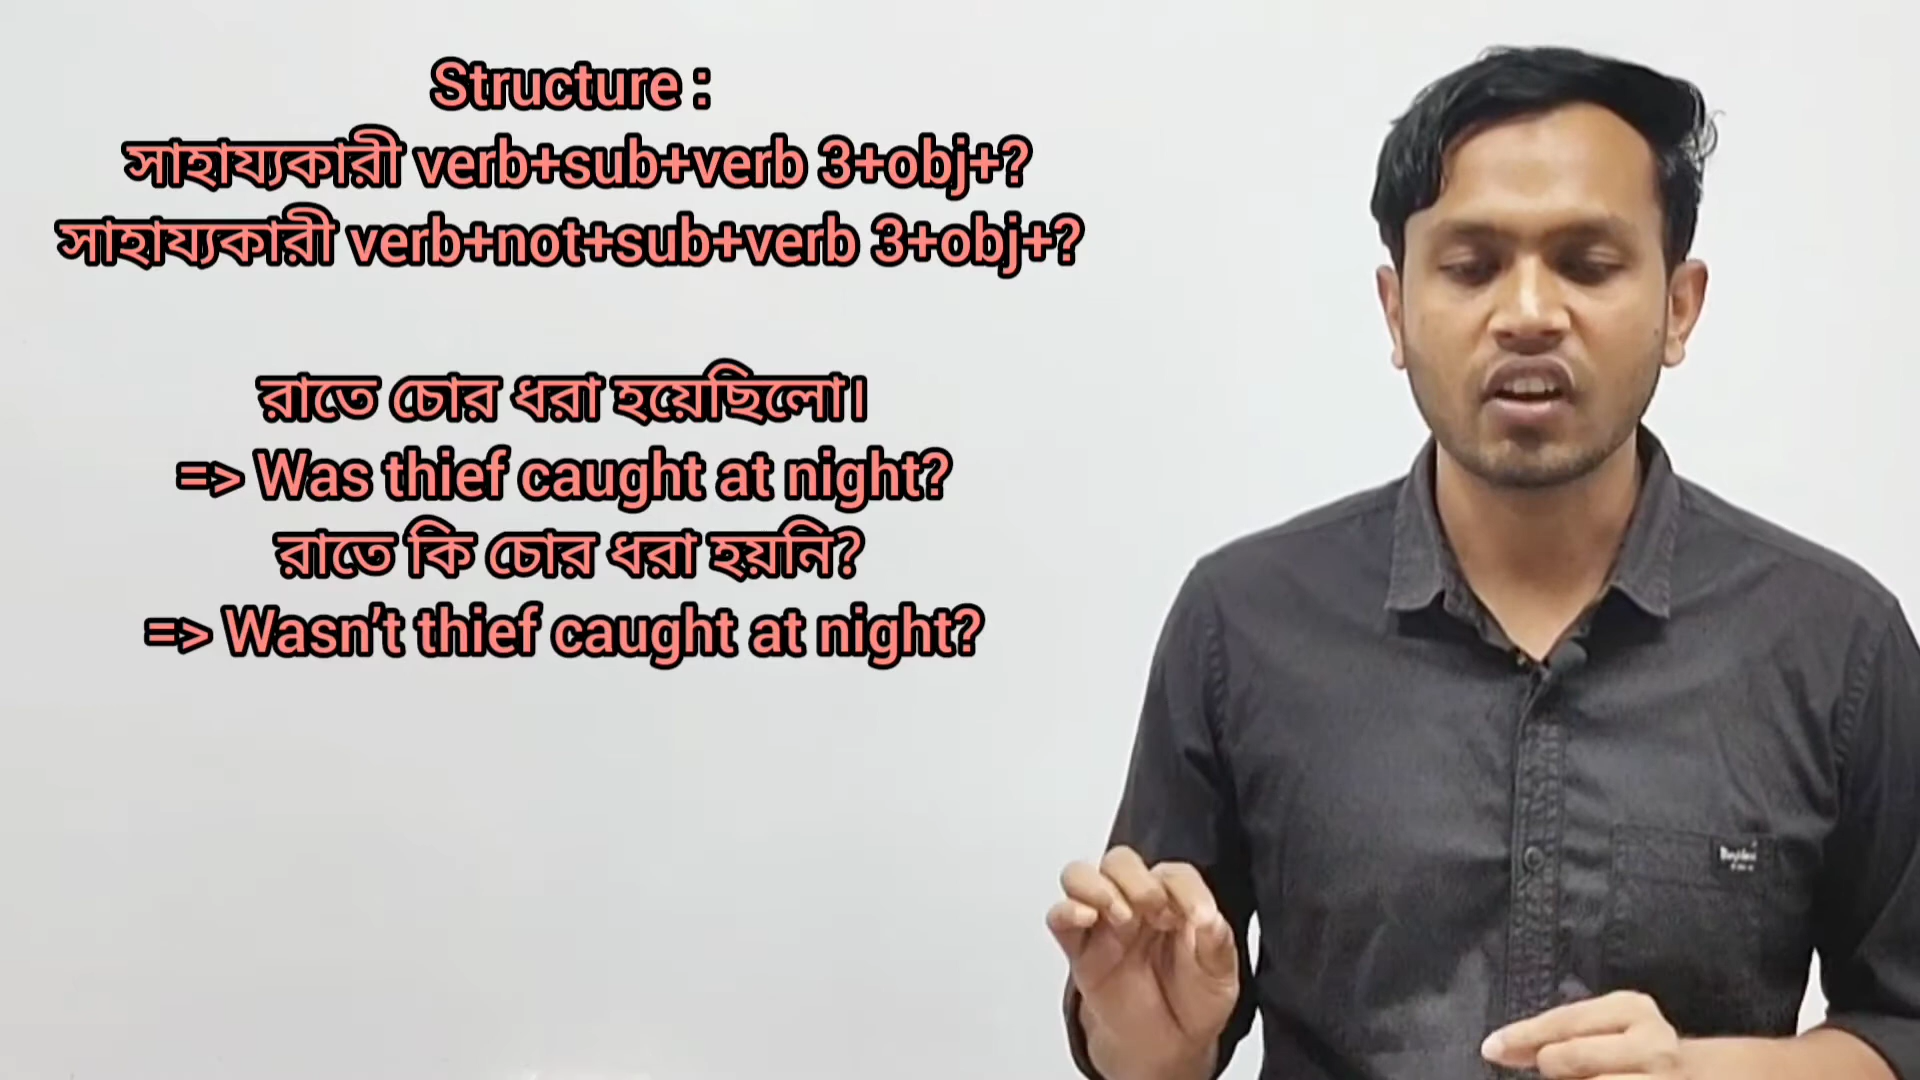 Structure :
সাহায্যকারী verb+sub+verb 3+obj+?
সাহায্যকারী verb+not+sub+verb 3+obj+?
রাতে চোর ধরা হয়েছিলো।
=> Was thief caught at night?
রাতে কি চোর ধরা হয়নি?
=> Wasn’t thief caught at night?